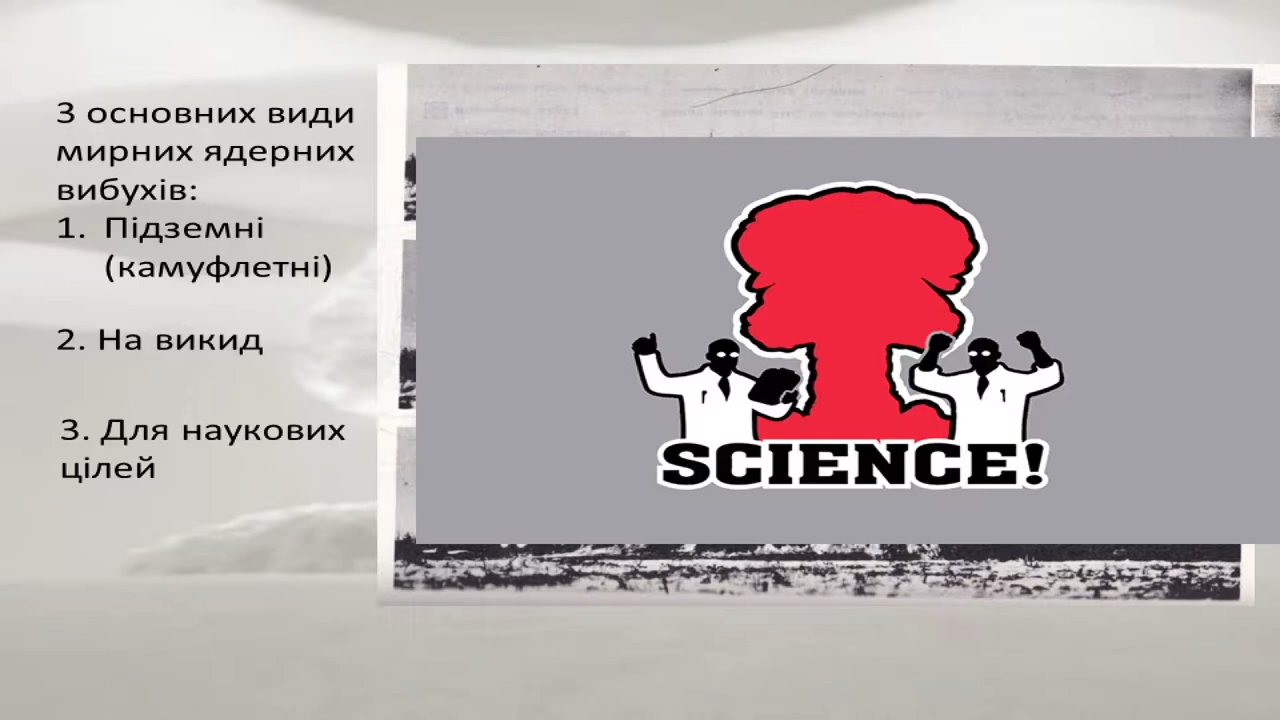 3 основних види
мирних ядерних
вибухів:
1. Підземні
(камуфлетні)
2. На викид
3. Для наукових
цілей
SCIENCE!